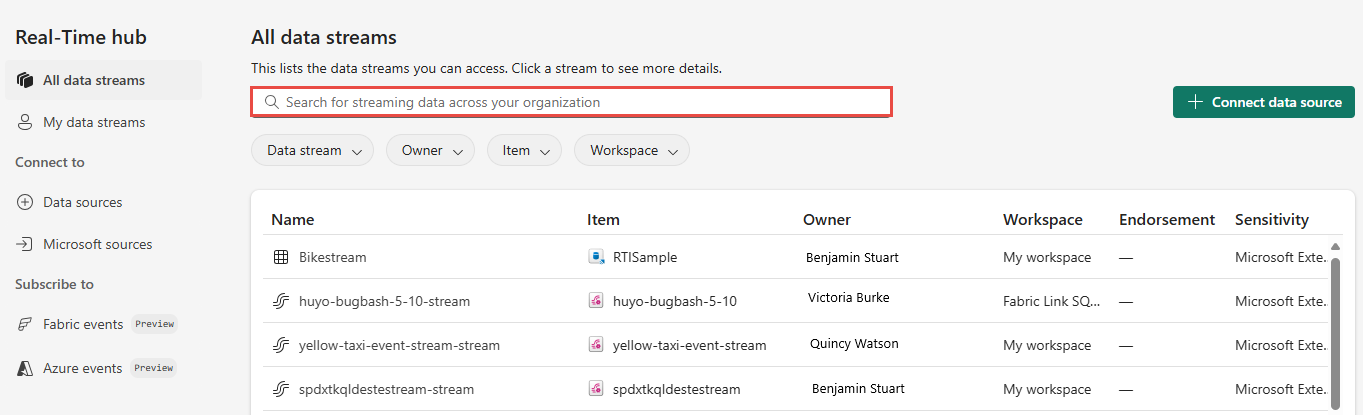 Real-Time hub
All data streams
My data streams
Connect to
Data sources
Microsoft sources
Subscribe to
Fabric events Preview
Azure events Preview
All data streams
This lists the data streams you can access. Click a stream to see more details.
Search for streaming data across your organization
Connect data source
Data stream Owner Item Workspace
Name Item Owner Workspace Endorsement Sensitivity
Bikestream RTISample Benjamin Stuart My workspace — Microsoft Exte...
huyo-bugbash-5-10-stream huyo-bugbash-5-10 Victoria Burke Fabric Link SQ... — Microsoft Exte...
yellow-taxi-event-stream-stream yellow-taxi-event-stream Quincy Watson My workspace — Microsoft Exte...
spdxtkqldestestream-stream spdxtkqldestestream Benjamin Stuart My workspace — Microsoft Exte...